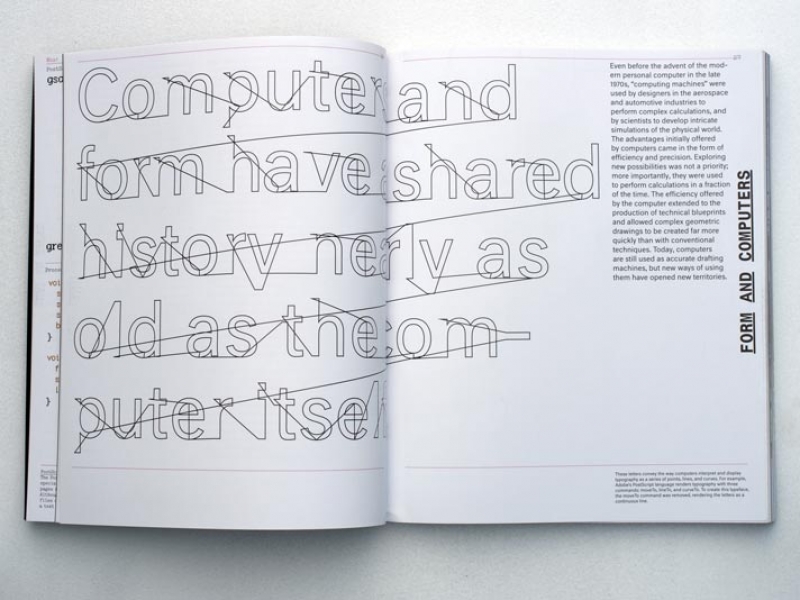 Computer and
form have shared
history nearly as
old as the com-
puter itself
Even before the advent of the mod-
ern personal computer in the late
1970s, "computing machines" were
used by designers in the aerospace
and automotive industries to
perform complex calculations, and
by scientists to develop intricate
simulations of the physical world.
The advantages initially offered
by computers came in the form of
efficiency and precision. Exploring
new possibilities was not a priority;
more importantly, they were used
to perform calculations in a fraction
of the time. The efficiency offered
by the computer extended to the
production of technical blueprints
and allowed complex geometric
drawings to be created far more
quickly than with conventional
techniques. Today, computers
are still used as accurate drafting
machines, but new ways of using
them have opened new territories.
FORM AND COMPUTERS
These letters convey the way computers interpret and display
typography as a series of points, lines, and curves. For example,
Adobe's PostScript language renders typography with three
commands: moveTo, lineTo, and curveTo. To create this typeface,
the moveTo command was removed, rendering the letters as a
continuous line.
gre
voi
}
voi
}